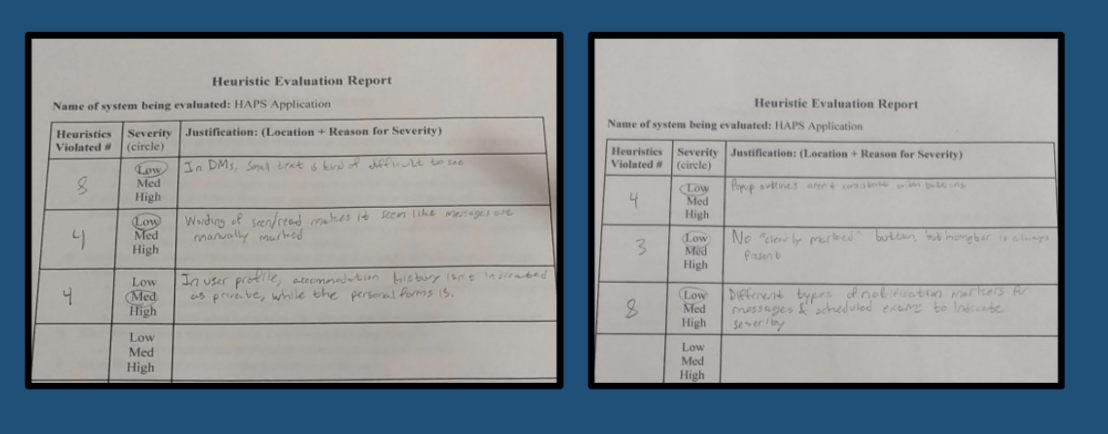 Heuristic Evaluation Report
Name of system being evaluated: HAPS Application
Heuristics Violated # Severity (circle) Justification: (Location + Reason for Severity)
8
Low
Med
High
In DMs, small text is kind of difficult to see
4
Low
Med
High
Wording of seen/read makes it seem like messages are
manually marked
4
Low
Med
High
In user profile, accommodation history isn't indicated
as private, while the personal forms is.
Low
Med
High
Heuristic Evaluation Report
Name of system being evaluated: HAPS Application
Heuristics Violated # Severity (circle) Justification: (Location + Reason for Severity)
4
Low
Med
High
Popup outlines aren't consistent with buttons
3
Low
Med
High
No "clearly marked" button, but is always
Present
8
Low
Med
High
Different types of notification markers for
messages & scheduled exams to indicate
severity
Low
Med
High